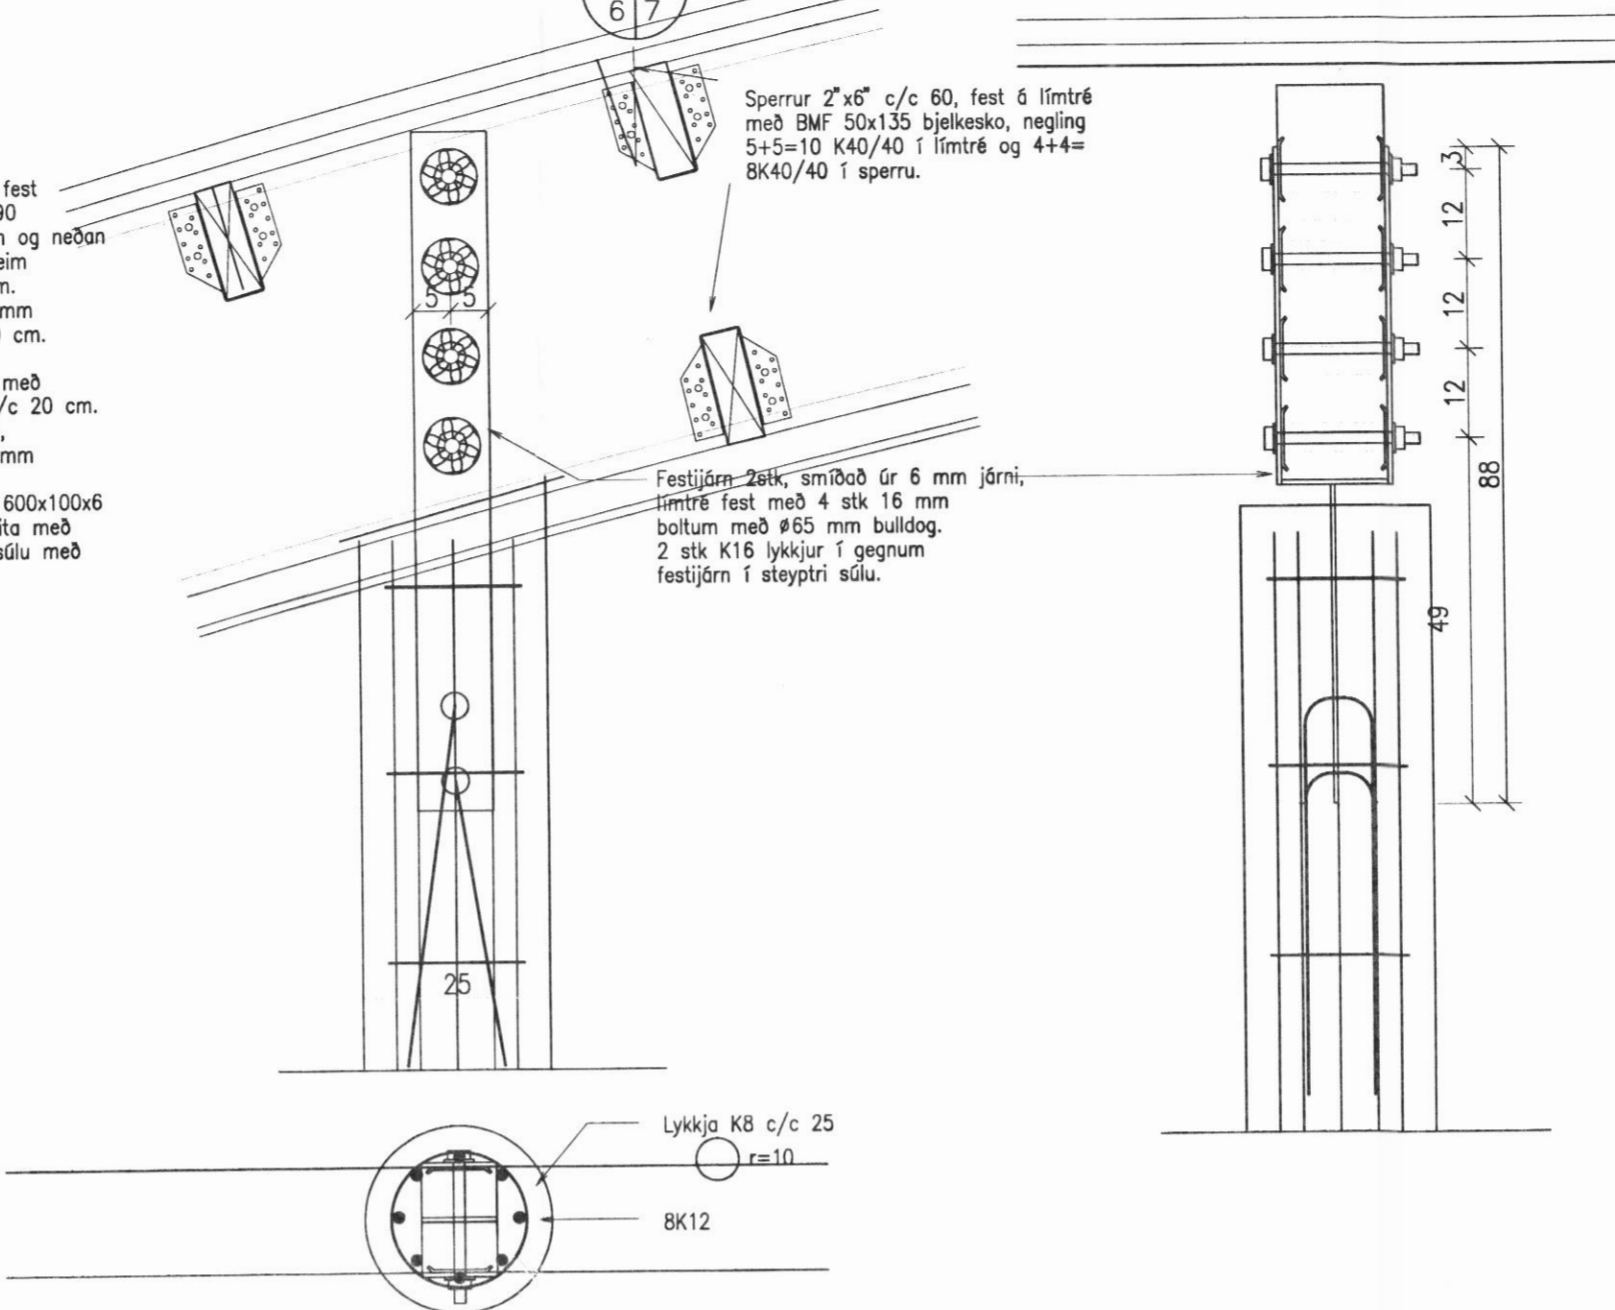 6 7
Sperrur 2"x6" c/c 60, fest á límtré
með BMF 50x135 bjelkesko, negling
5+5=10 K40/40 í límtré og 4+4=
8K40/40 í sperru.
fest
og neðan
mm
cm.
með
c 20 cm.
mm
600x100x6
með
súlu með
5 5
Festijárn 2stk, smíðað úr 6 mm járni,
límtré fest með 4 stk 16 mm
boltum með ø65 mm bulldog.
2 stk K16 lykkjur í gegnum
festijárn í steyptri súlu.
3
12
12
12
88
49
25
Lykkja K8 c/c 25
r=10
8K12